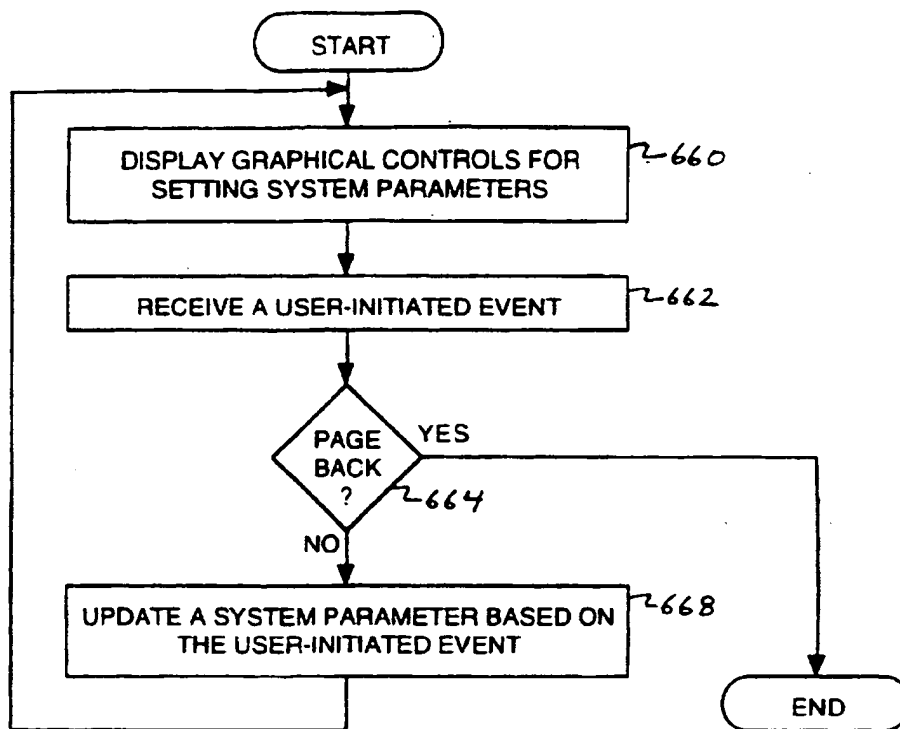 START
DISPLAY GRAPHICAL CONTROLS FOR
SETTING SYSTEM PARAMETERS
660
RECEIVE A USER-INITIATED EVENT
662
PAGE
BACK
?
YES
664
NO
UPDATE A SYSTEM PARAMETER BASED ON
THE USER-INITIATED EVENT
668
END